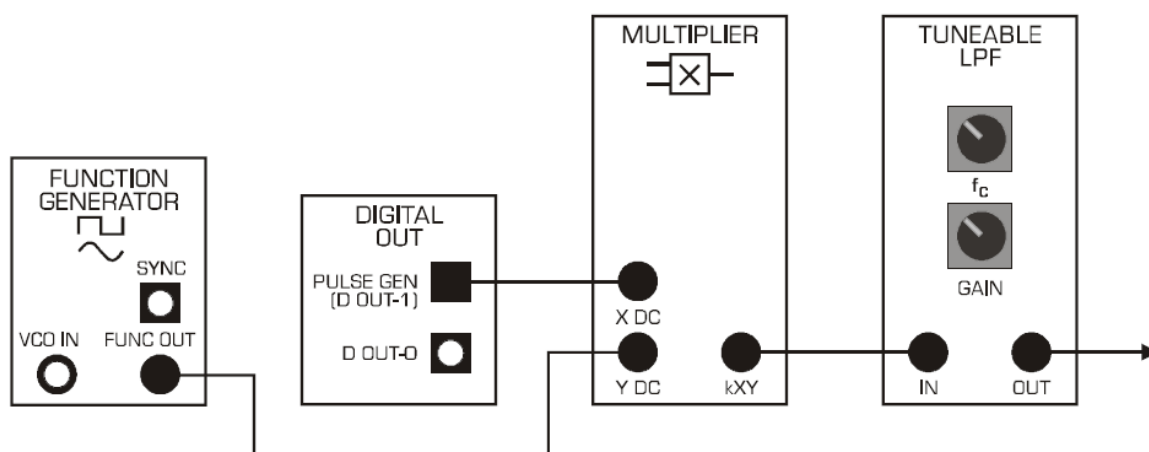 FUNCTION
GENERATOR
SYNC
VCO IN
FUNC OUT
DIGITAL
OUT
PULSE GEN
(D OUT-1)
D OUT-0
MULTIPLIER
X
X DC
Y DC
kXY
TUNEABLE
LPF
fC
GAIN
IN
OUT